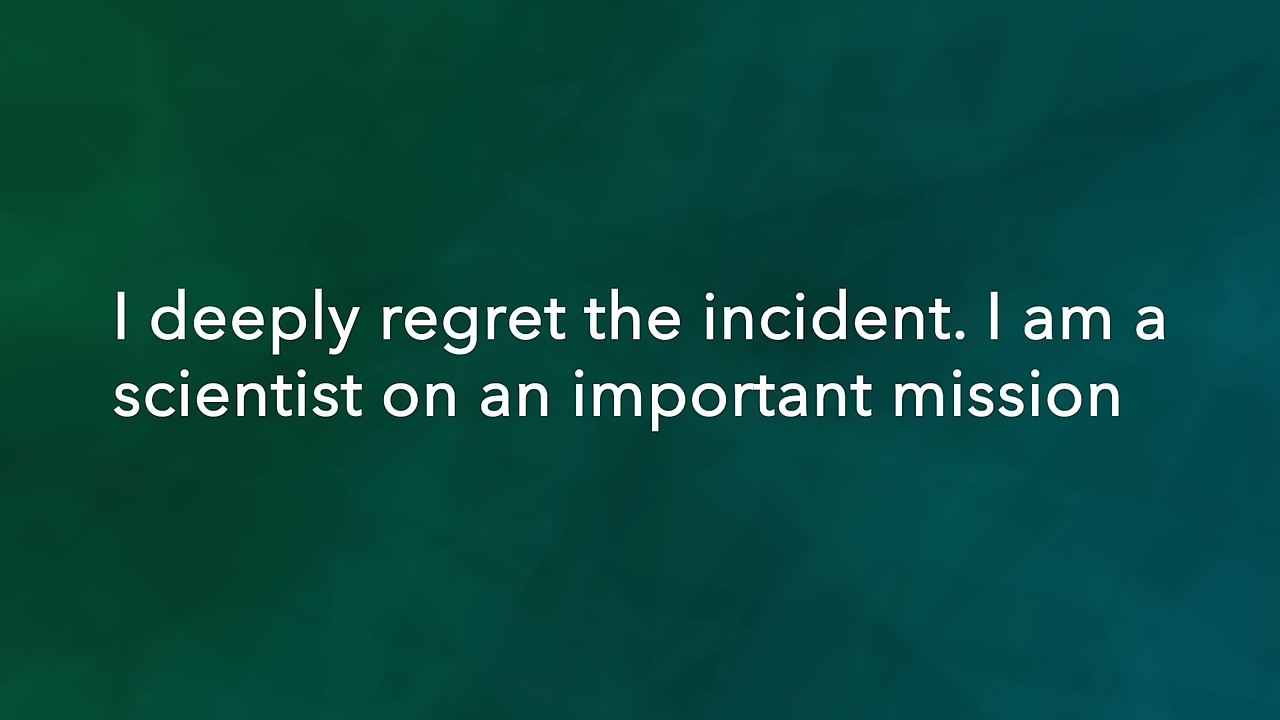 I deeply regret the incident. I am a
scientist on an important mission